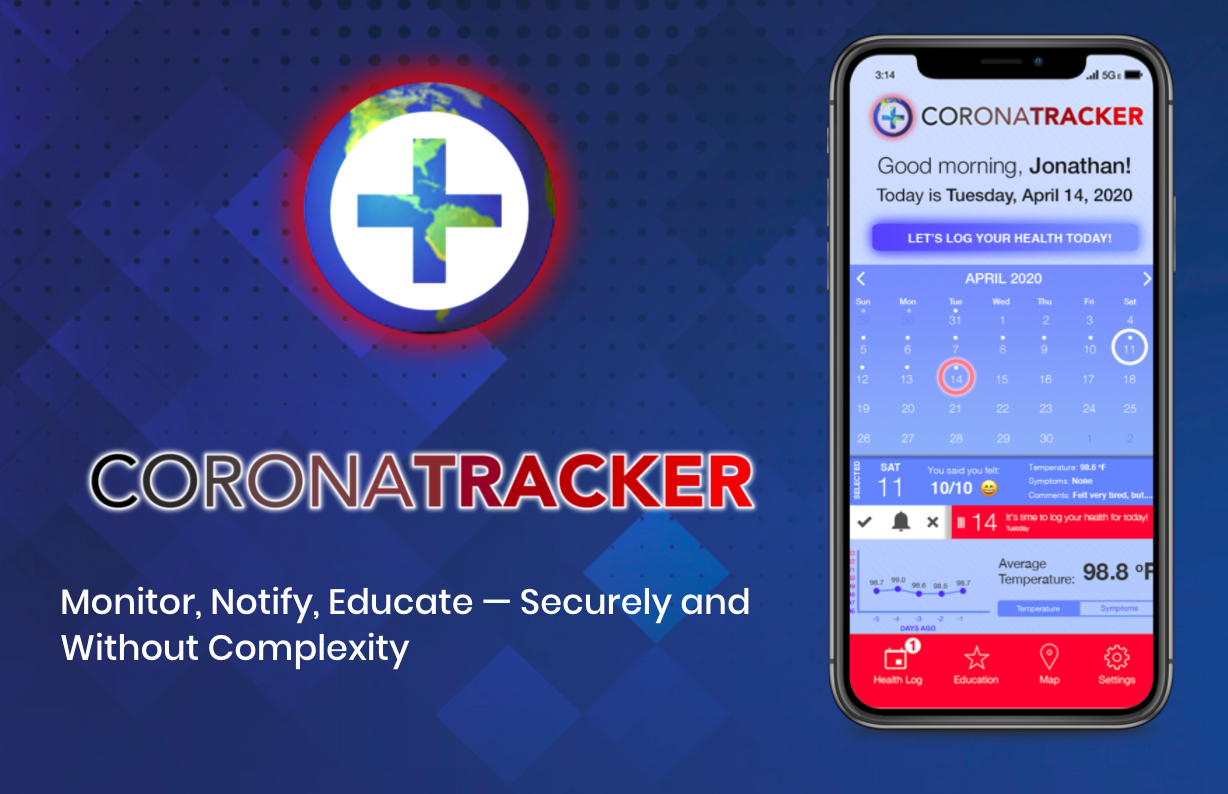 CORONATRACKER
Monitor, Notify, Educate — Securely and
Without Complexity
3:14
5G E
CORONATRACKER
Good morning, Jonathan!
Today is Tuesday, April 14, 2020
LET'S LOG YOUR HEALTH TODAY!
APRIL 2020
Sun Mon Tue Wed Thu Fri Sat
29 30 31 1 2 3 4
5 6 7 8 9 10 11
12 13 14 15 16 17 18
19 20 21 22 23 24 25
26 27 28 29 30 1 2
SELECTED
SAT
11
You said you felt:
10/10 😄
Temperature: 98.6 °F
Symptoms: None
Comments: Felt very tired, but....
14
It's time to log your health for today!
Tuesday
98.7 99.0 98.6 98.6 98.7
-5 -4 -3 -2 -1
DAYS AGO
Average
Temperature:
98.8 °F
Temperature Symptoms
1
Health Log Education Map Settings